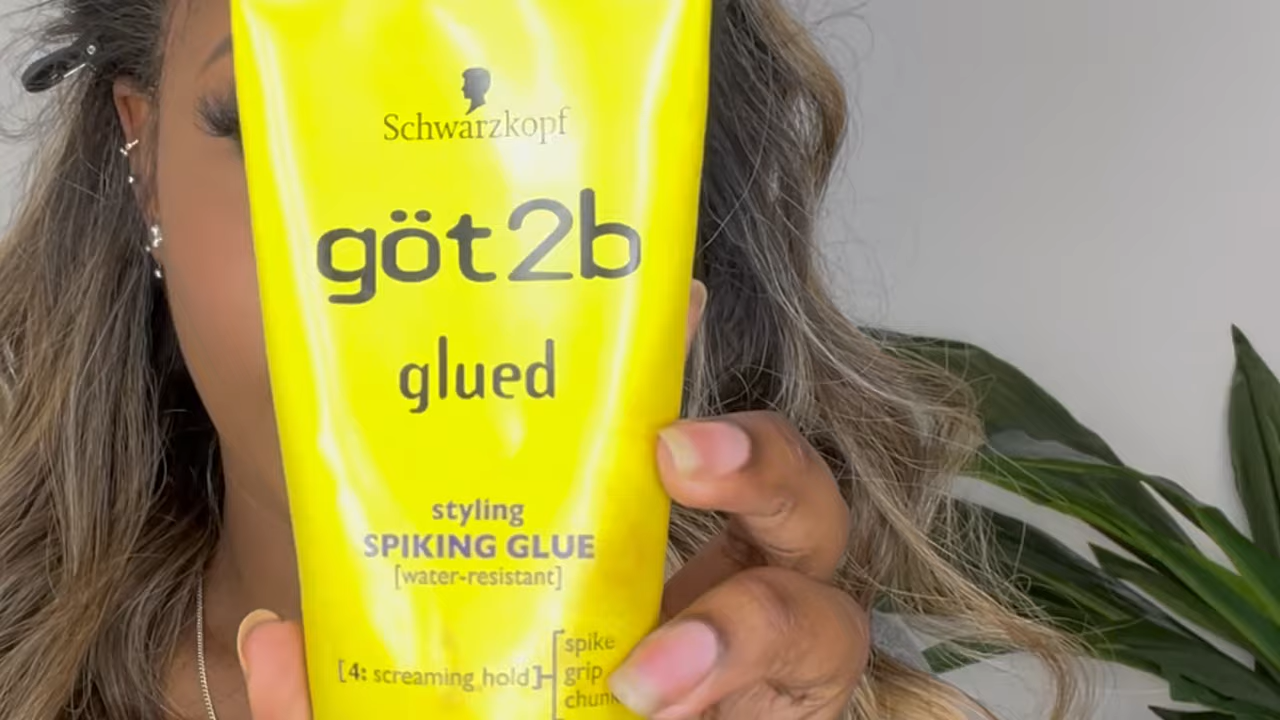 Schwarzkopf
göt2b
glued
styling
SPIKING GLUE
[water-resistant]
[4: screaming hold]
spike
grip